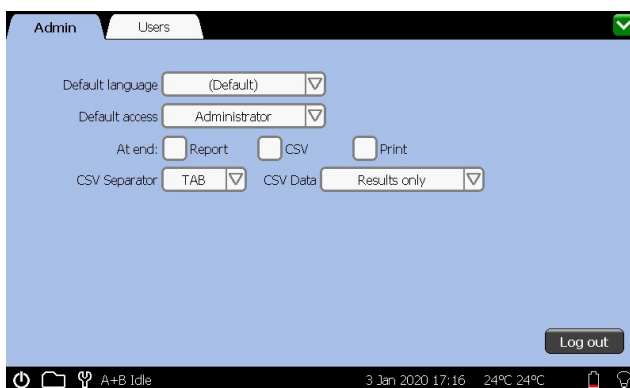 Admin Users
Default language (Default)
Default access Administrator
At end: Report CSV Print
CSV Separator TAB CSV Data Results only
Log out
A+B Idle 3 Jan 2020 17:16 24°C 24°C